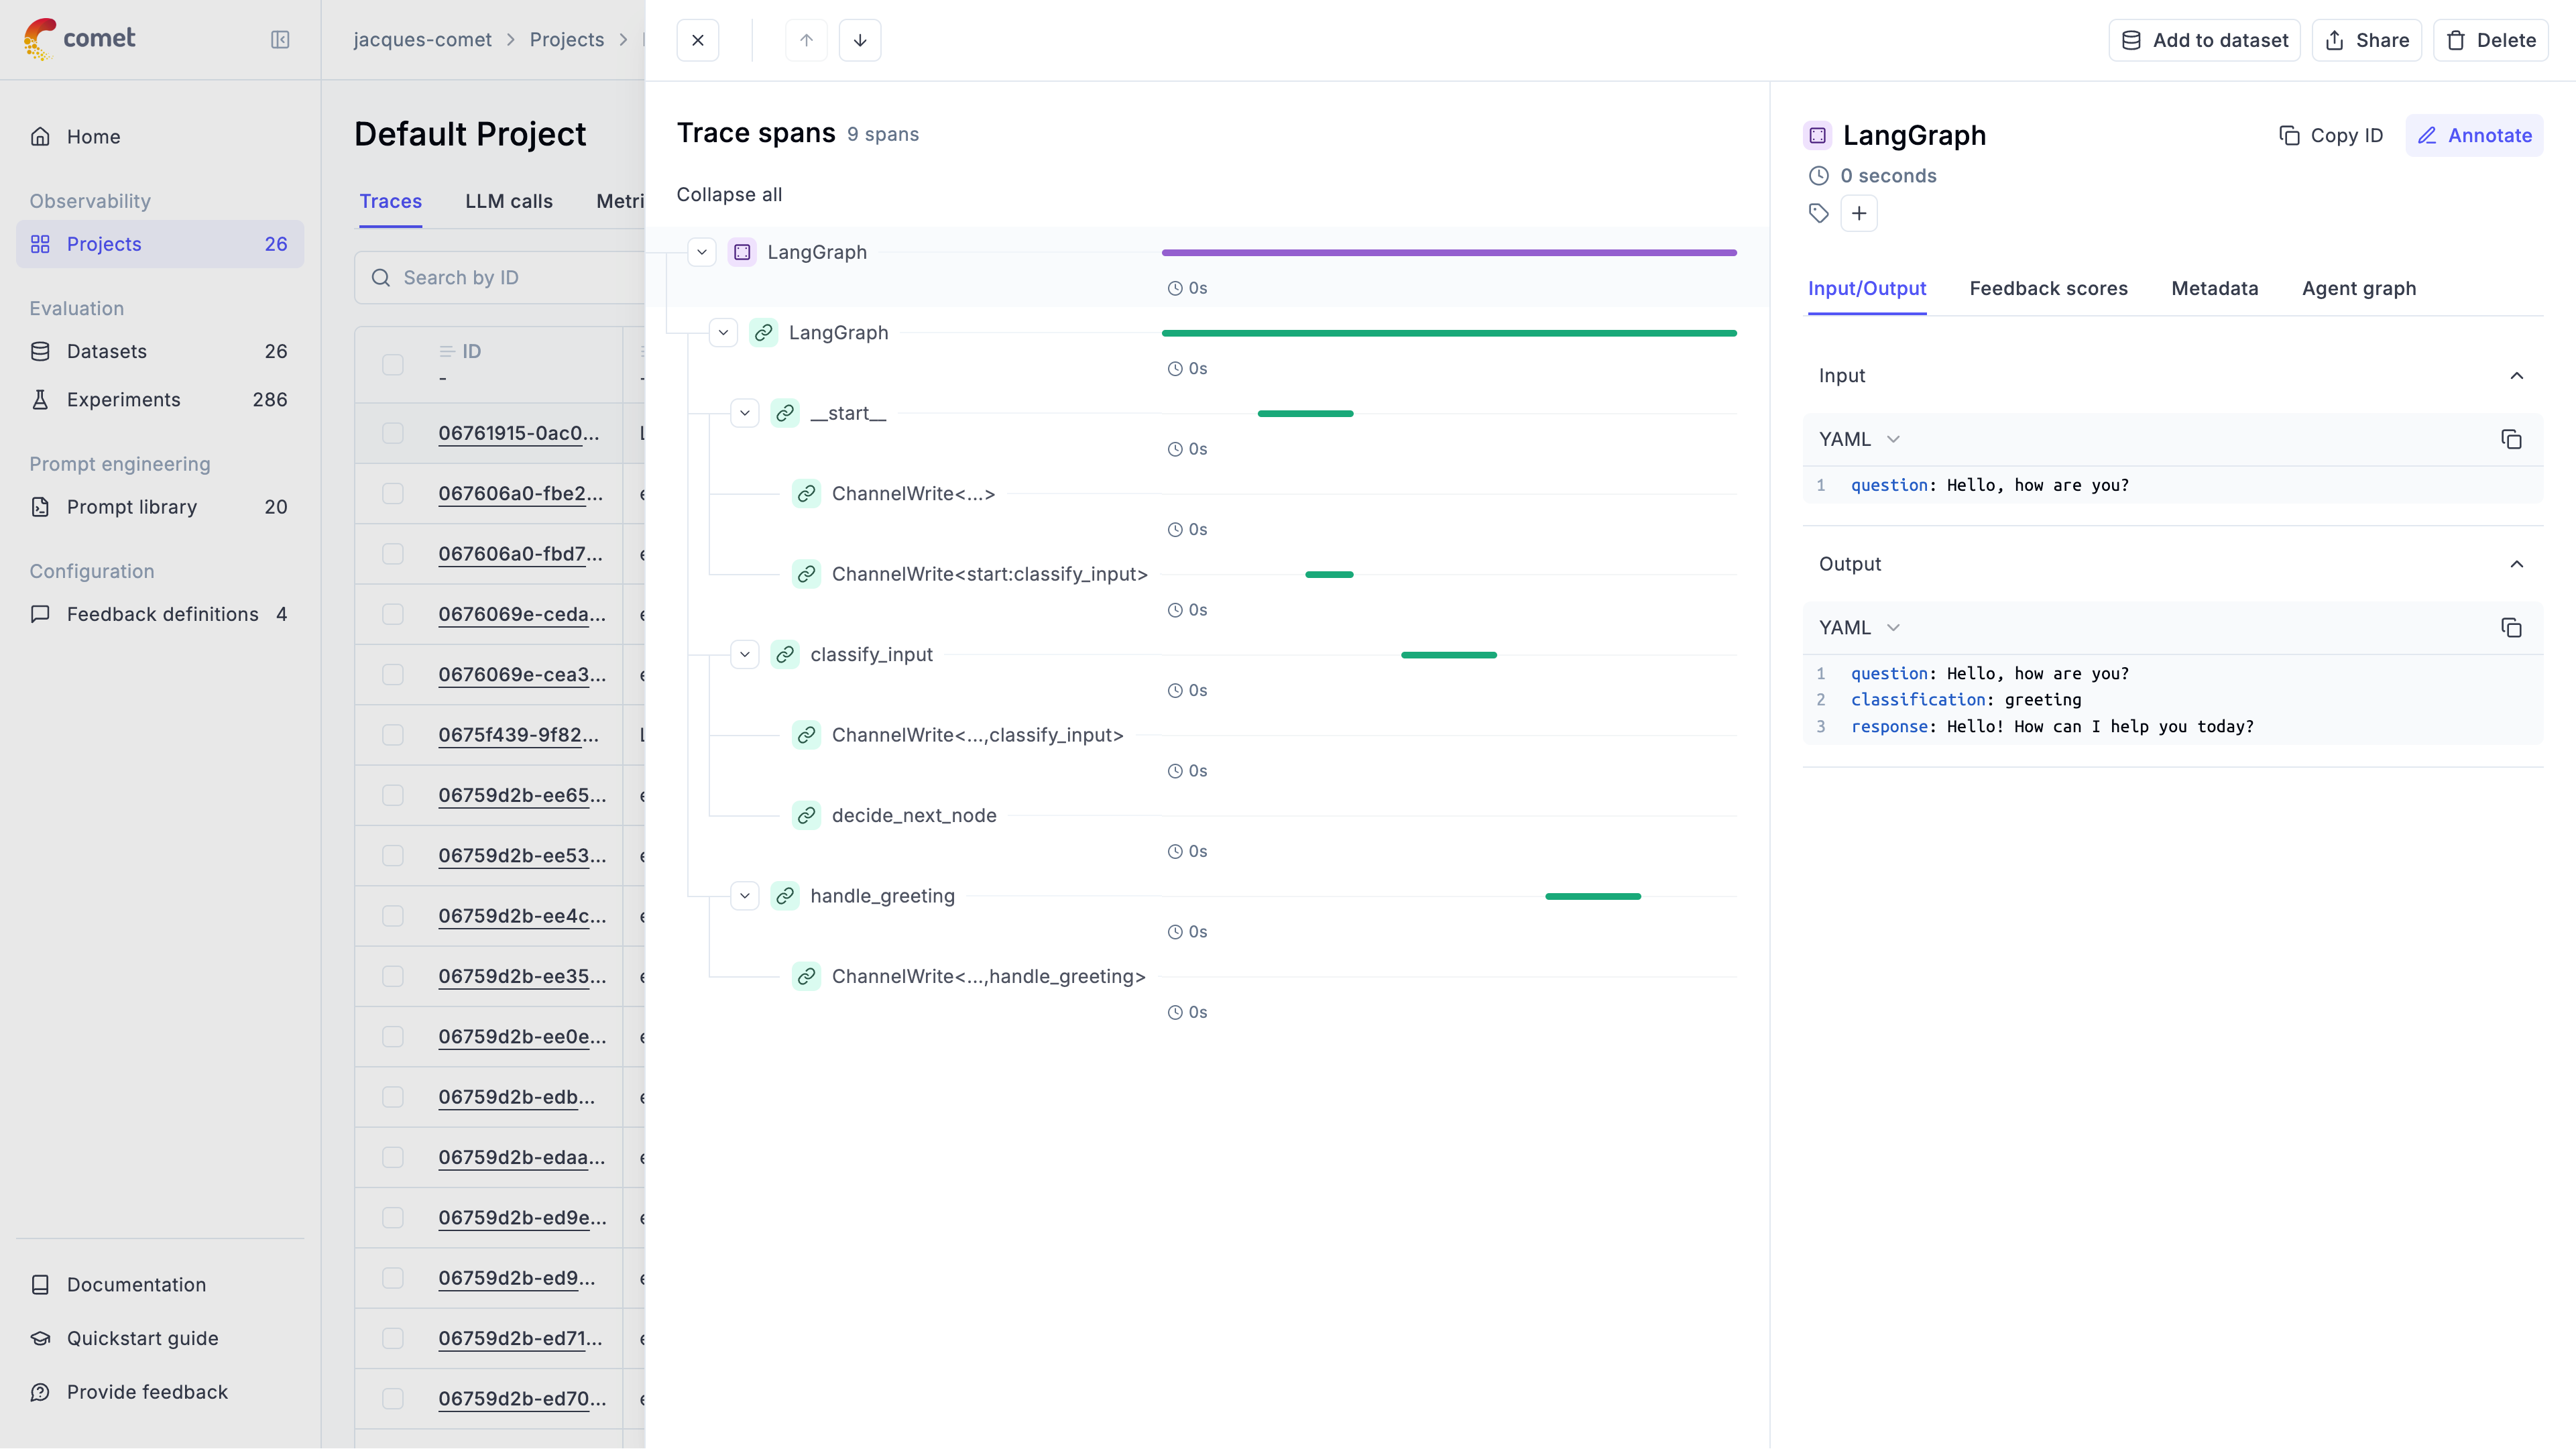 comet
Home
Observability
Projects 26
Evaluation
Datasets 26
Experiments 286
Prompt engineering
Prompt library 20
Configuration
Feedback definitions 4
Documentation
Quickstart guide
Provide feedback
jacques-comet > Projects >
Default Project
Traces LLM calls Metri
Search by ID
ID
-
06761915-0ac0...
067606a0-fbe2...
067606a0-fbd7...
0676069e-ceda...
0676069e-cea3...
0675f439-9f82...
06759d2b-ee65...
06759d2b-ee53...
06759d2b-ee4c...
06759d2b-ee35...
06759d2b-ee0e...
06759d2b-edb...
06759d2b-edaa...
06759d2b-ed9e...
06759d2b-ed9...
06759d2b-ed71...
06759d2b-ed70...
Add to dataset Share Delete
Trace spans 9 spans
Collapse all
LangGraph
0s
LangGraph
0s
__start__
0s
ChannelWrite<...>
0s
ChannelWrite<start:classify_input>
0s
classify_input
0s
ChannelWrite<...,classify_input>
0s
decide_next_node
0s
handle_greeting
0s
ChannelWrite<...,handle_greeting>
0s
LangGraph Copy ID Annotate
0 seconds
Input/Output Feedback scores Metadata Agent graph
Input
YAML
1 question: Hello, how are you?
Output
YAML
1 question: Hello, how are you?
2 classification: greeting
3 response: Hello! How can I help you today?